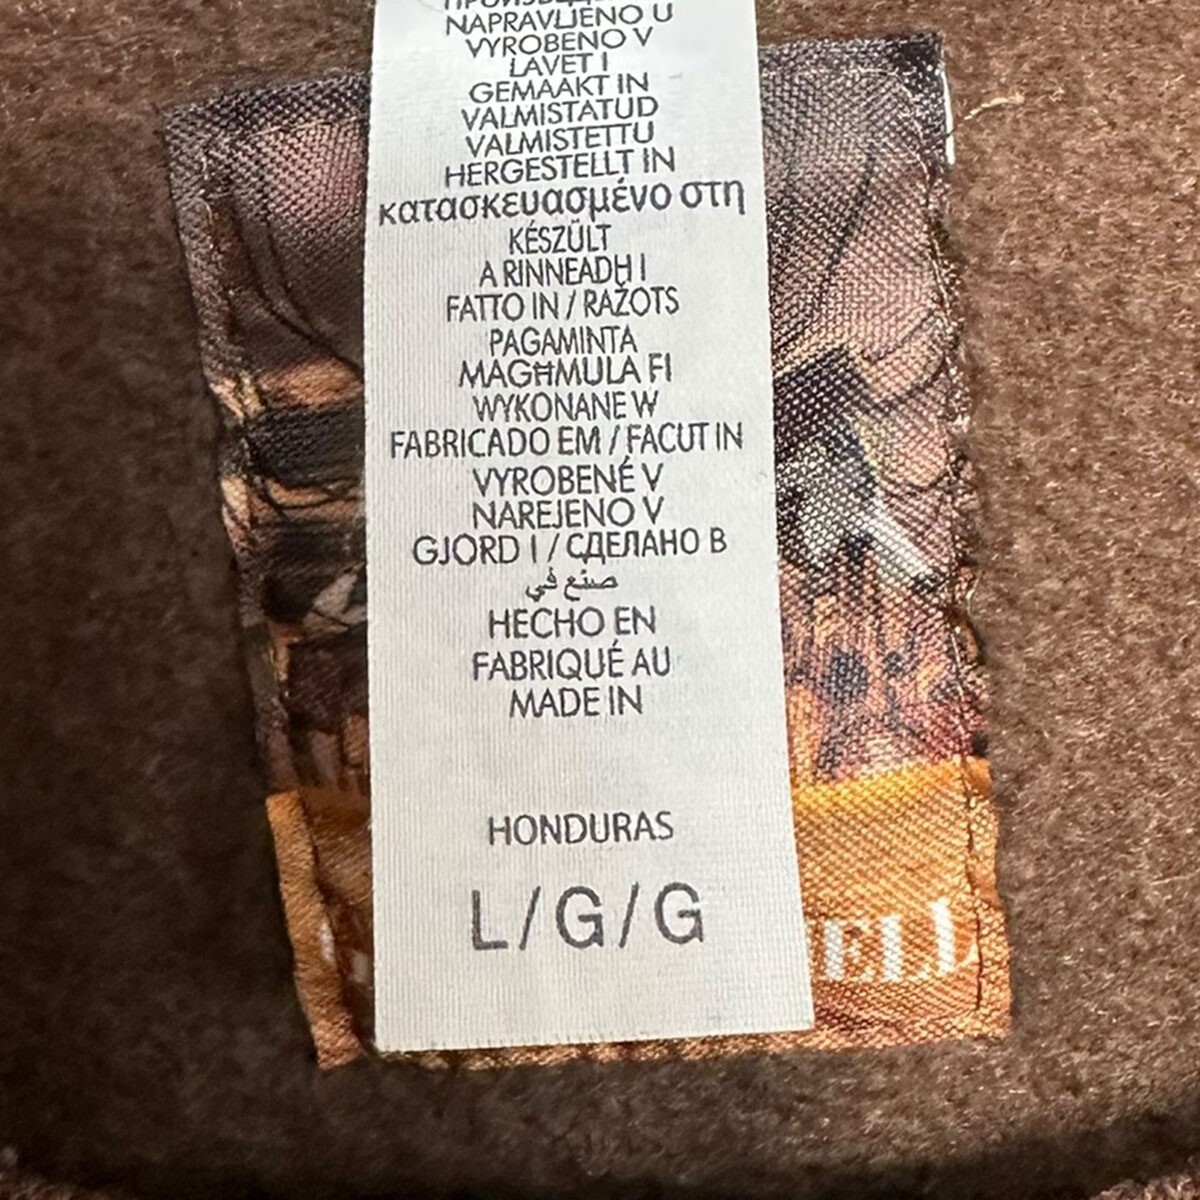 NAPRAVLJENO U
VYROBENO V
LAVET I
GEMAAKT IN
VALMISTATUD
VALMISTETTU
HERGESTELLT IN
κατασκευασμένο στη
KÉSZÜLT
A RINNEADH I
FATTO IN / RAŽOTS
PAGAMINTA
MAGĦMULA FI
WYKONANE W
FABRICADO EM / FACUT IN
VYROBENÉ V
NAREJENO V
GJORD I / СДЕЛАНО В
صنع في
HECHO EN
FABRIQUÉ AU
MADE IN
HONDURAS
L/G/G